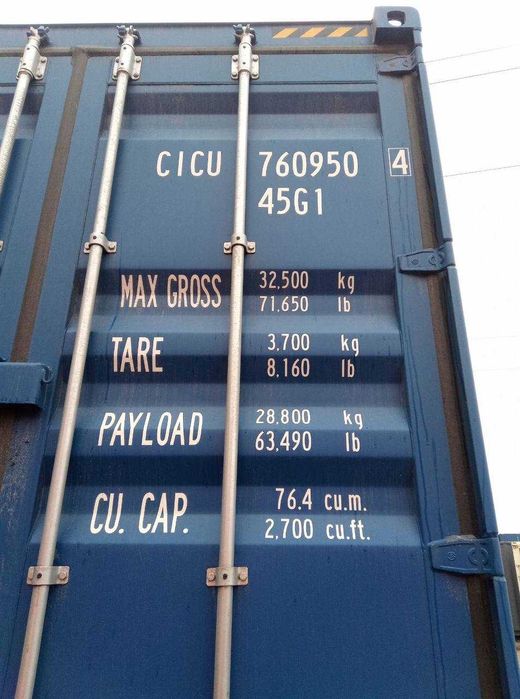 CICU 760950 4
45G1
MAX GROSS 32,500 kg
71,650 lb
TARE 3,700 kg
8,160 lb
PAYLOAD 28,800 kg
63,490 lb
CU. CAP. 76.4 cu.m.
2,700 cu.ft.